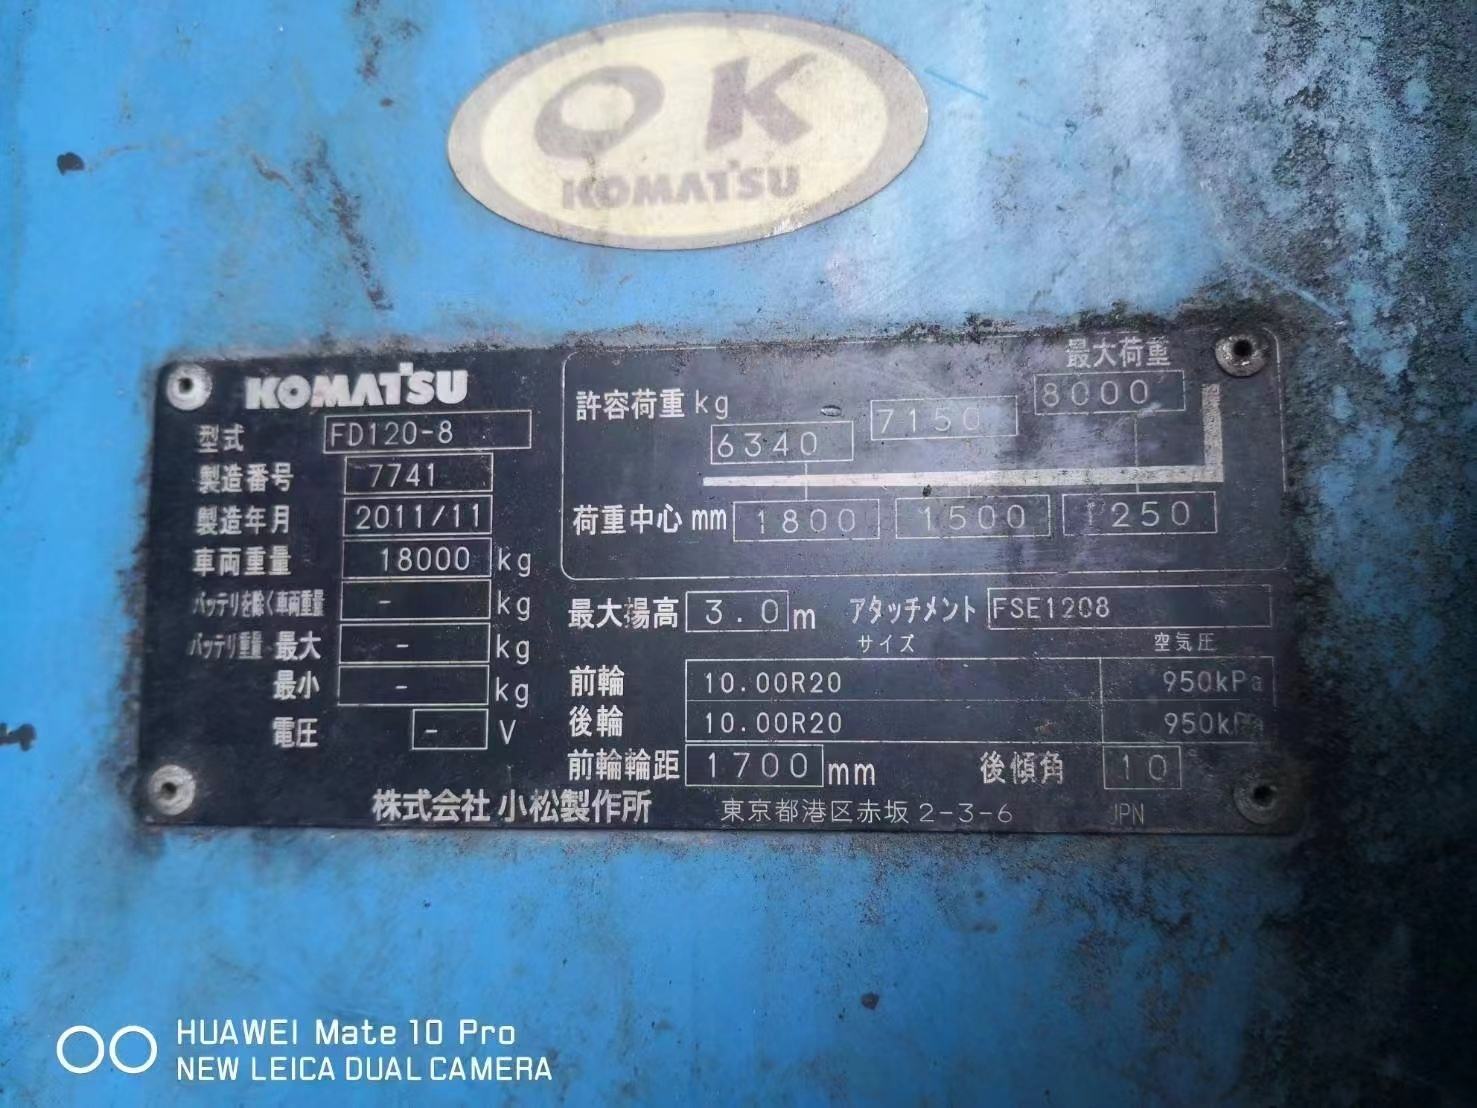 OK
KOMATSU
KOMATSU
型式 FD120-8
製造番号 7741
製造年月 2011/11
車両重量 18000 kg
バッテリを除く車両重量 - kg
バッテリ重量 最大 - kg
最小 - kg
電圧 - V
最大荷重
許容荷重 kg 6340 7150 8000
荷重中心 mm 1800 1500 1250
最大揚高 3.0 m アタッチメント FSE1208
サイズ 空気圧
前輪 10.00R20 950kPa
後輪 10.00R20 950kPa
前輪輪距 1700 mm 後傾角 10 °
株式会社 小松製作所 東京都港区赤坂 2-3-6 JPN
HUAWEI Mate 10 Pro
NEW LEICA DUAL CAMERA